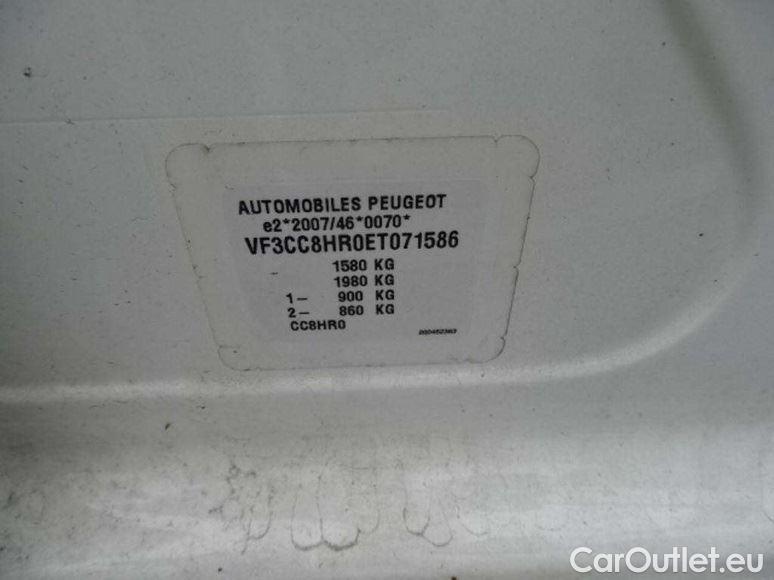 AUTOMOBILES PEUGEOT
e2*2007/46*0070*
VF3CC8HR0ET071586
1580 KG
1980 KG
1– 900 KG
2– 860 KG
CC8HR0
CarOutlet.eu